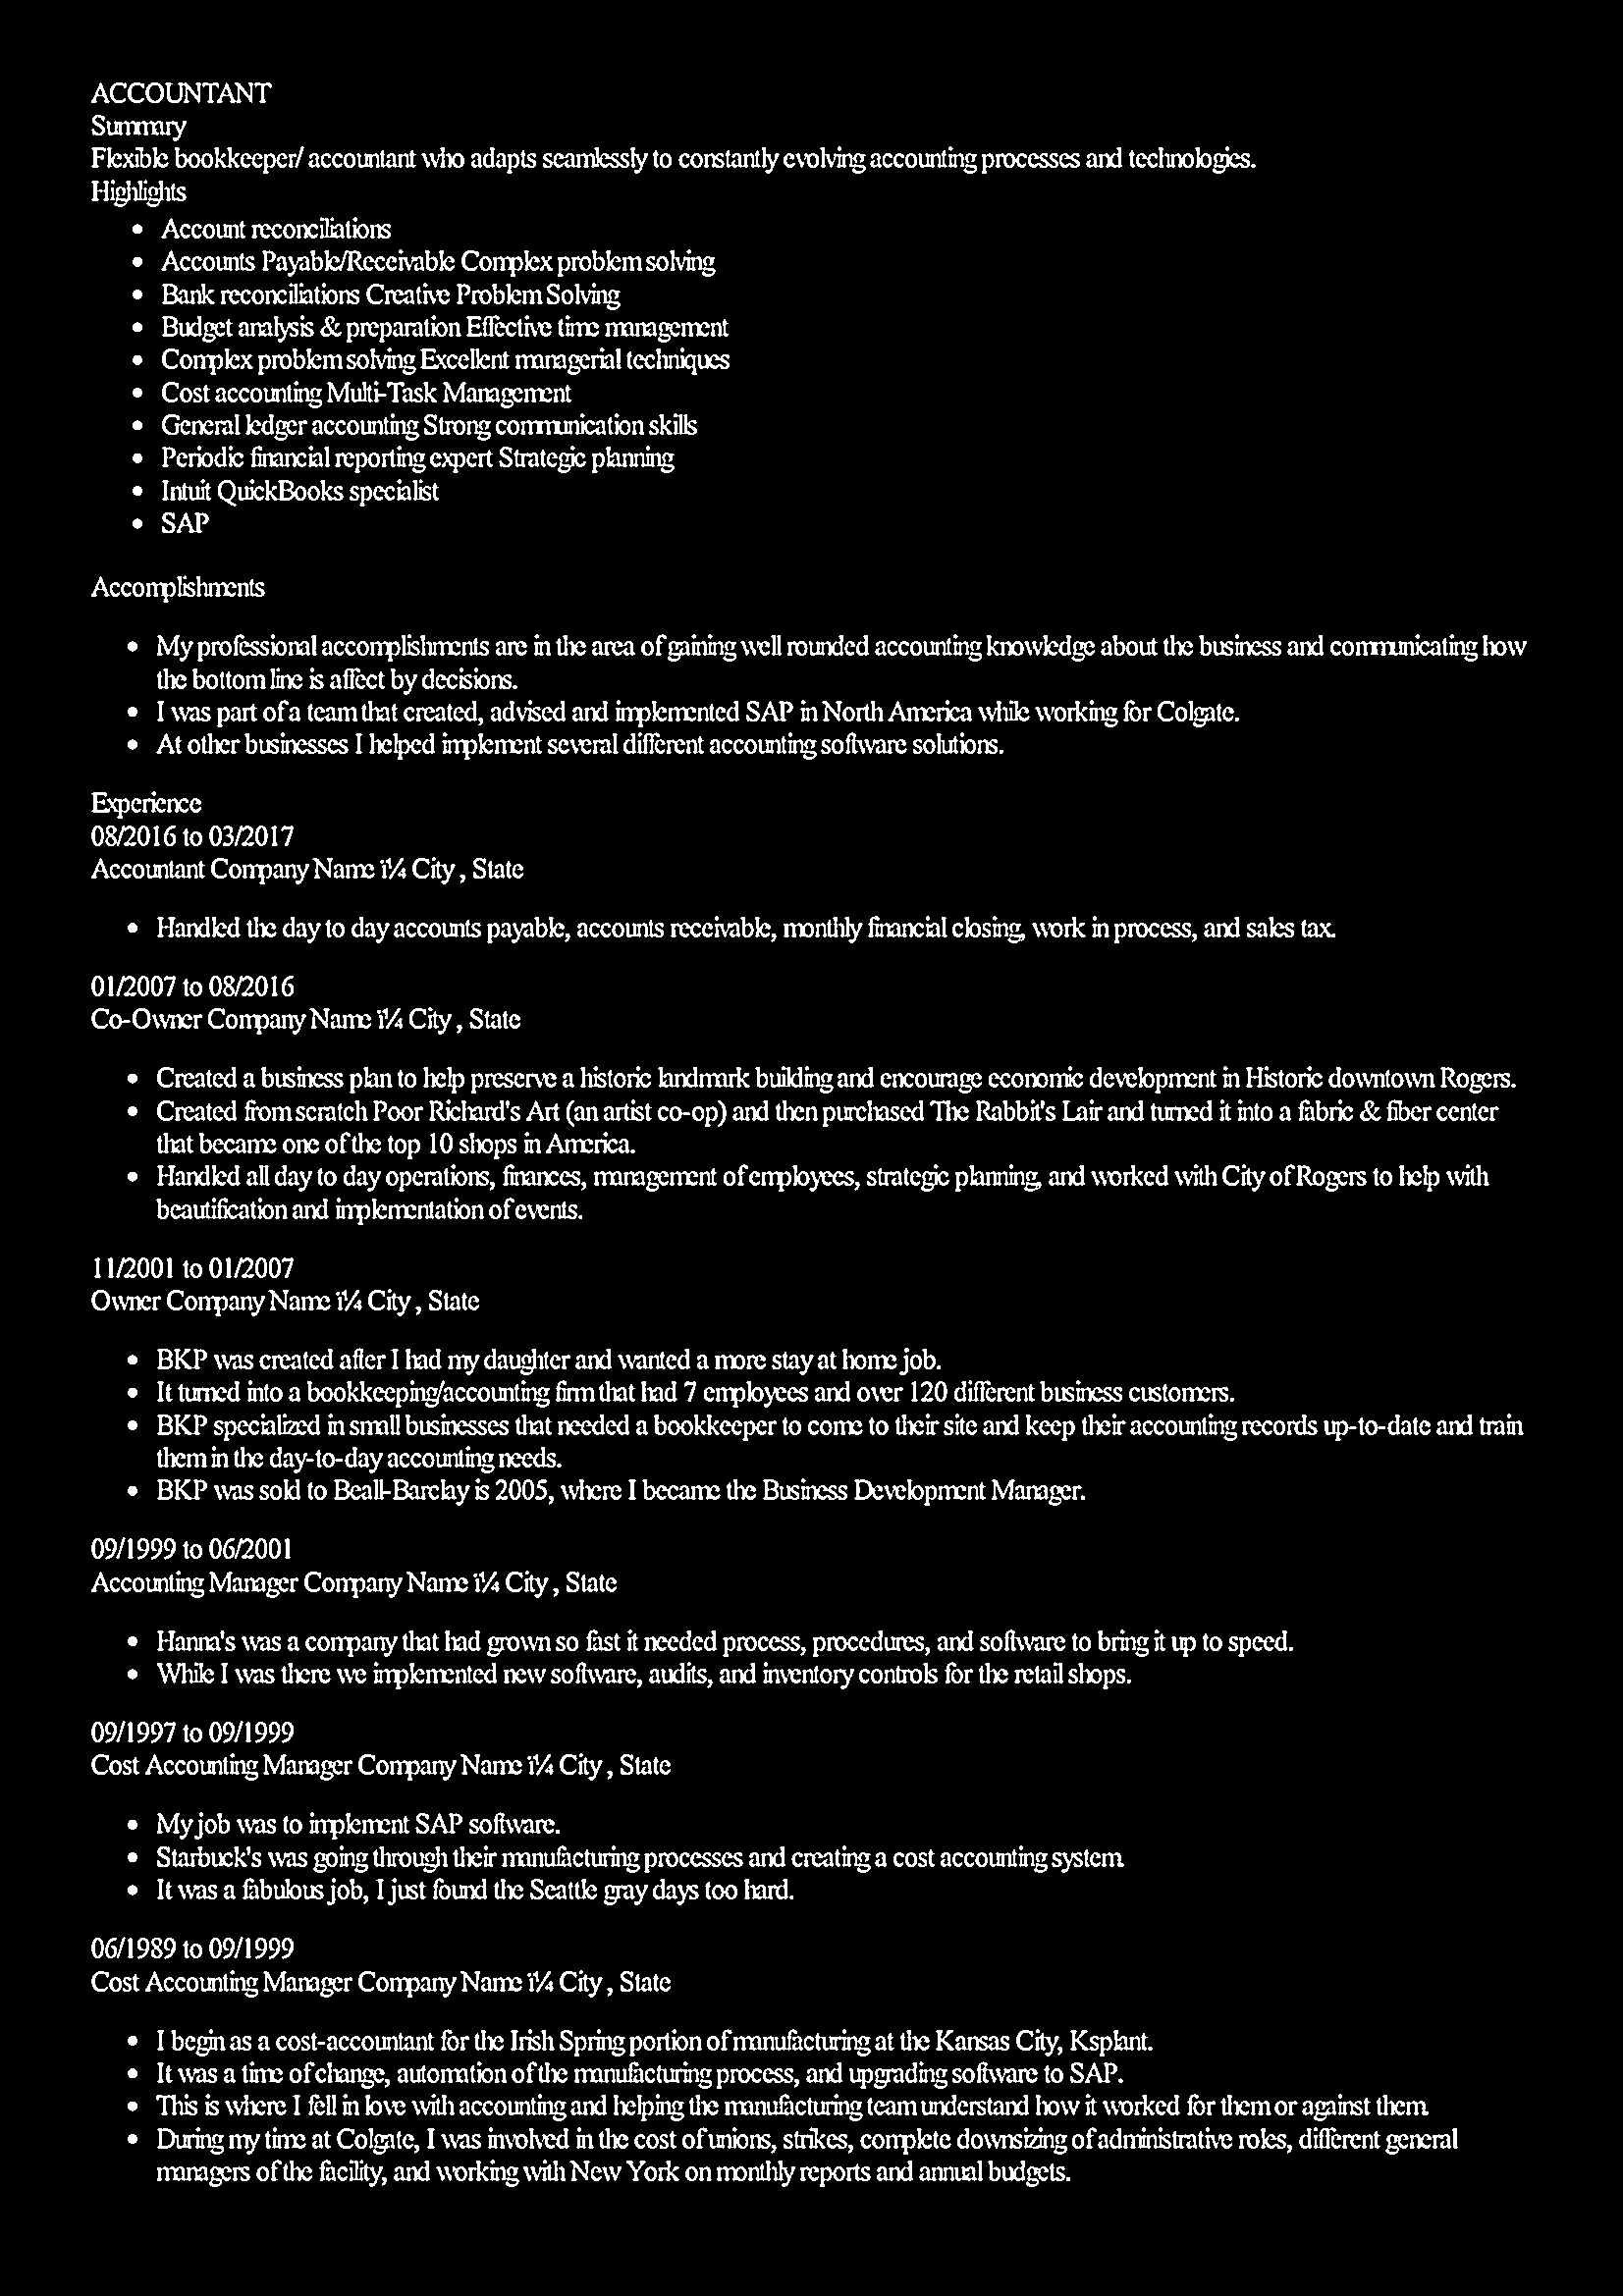 ACCOUNTANT
Summary
Flexible bookkeeper/ accountant who adapts seamlessly to constantly evolving accounting processes and technologies.
Highlights
• Account reconciliations
• Accounts Payable/Receivable Complex problem solving
• Bank reconciliations Creative Problem Solving
• Budget analysis & preparation Effective time management
• Complex problem solving Excellent managerial techniques
• Cost accounting Multi-Task Management
• General ledger accounting Strong communication skills
• Periodic financial reporting expert Strategic planning
• Intuit QuickBooks specialist
• SAP
Accomplishments
• My professional accomplishments are in the area of gaining well rounded accounting knowledge about the business and communicating how
the bottom line is affect by decisions.
• I was part of a team that created, advised and implemented SAP in North America while working for Colgate.
• At other businesses I helped implement several different accounting software solutions.
Experience
08/2016 to 03/2017
Accountant Company Name ï¼ City , State
• Handled the day to day accounts payable, accounts receivable, monthly financial closing, work in process, and sales tax.
01/2007 to 08/2016
Co-Owner Company Name ï¼ City , State
• Created a business plan to help preserve a historic landmark building and encourage economic development in Historic downtown Rogers.
• Created from scratch Poor Richard's Art (an artist co-op) and then purchased The Rabbit's Lair and turned it into a fabric & fiber center
that became one of the top 10 shops in America.
• Handled all day to day operations, finances, management of employees, strategic planning, and worked with City of Rogers to help with
beautification and implementation of events.
11/2001 to 01/2007
Owner Company Name ï¼ City , State
• BKP was created after I had my daughter and wanted a more stay at home job.
• It turned into a bookkeeping/accounting firm that had 7 employees and over 120 different business customers.
• BKP specialized in small businesses that needed a bookkeeper to come to their site and keep their accounting records up-to-date and train
them in the day-to-day accounting needs.
• BKP was sold to Beall-Barclay is 2005, where I became the Business Development Manager.
09/1999 to 06/2001
Accounting Manager Company Name ï¼ City , State
• Hanna's was a company that had grown so fast it needed process, procedures, and software to bring it up to speed.
• While I was there we implemented new software, audits, and inventory controls for the retail shops.
09/1997 to 09/1999
Cost Accounting Manager Company Name ï¼ City , State
• My job was to implement SAP software.
• Starbuck's was going through their manufacturing processes and creating a cost accounting system.
• It was a fabulous job, I just found the Seattle gray days too hard.
06/1989 to 09/1999
Cost Accounting Manager Company Name ï¼ City , State
• I begin as a cost-accountant for the Irish Spring portion of manufacturing at the Kansas City, Ksplant.
• It was a time of change, automation of the manufacturing process, and upgrading software to SAP.
• This is where I fell in love with accounting and helping the manufacturing team understand how it worked for them or against them.
• During my time at Colgate, I was involved in the cost of unions, strikes, complete downsizing of administrative roles, different general
managers of the facility, and working with New York on monthly reports and annual budgets.